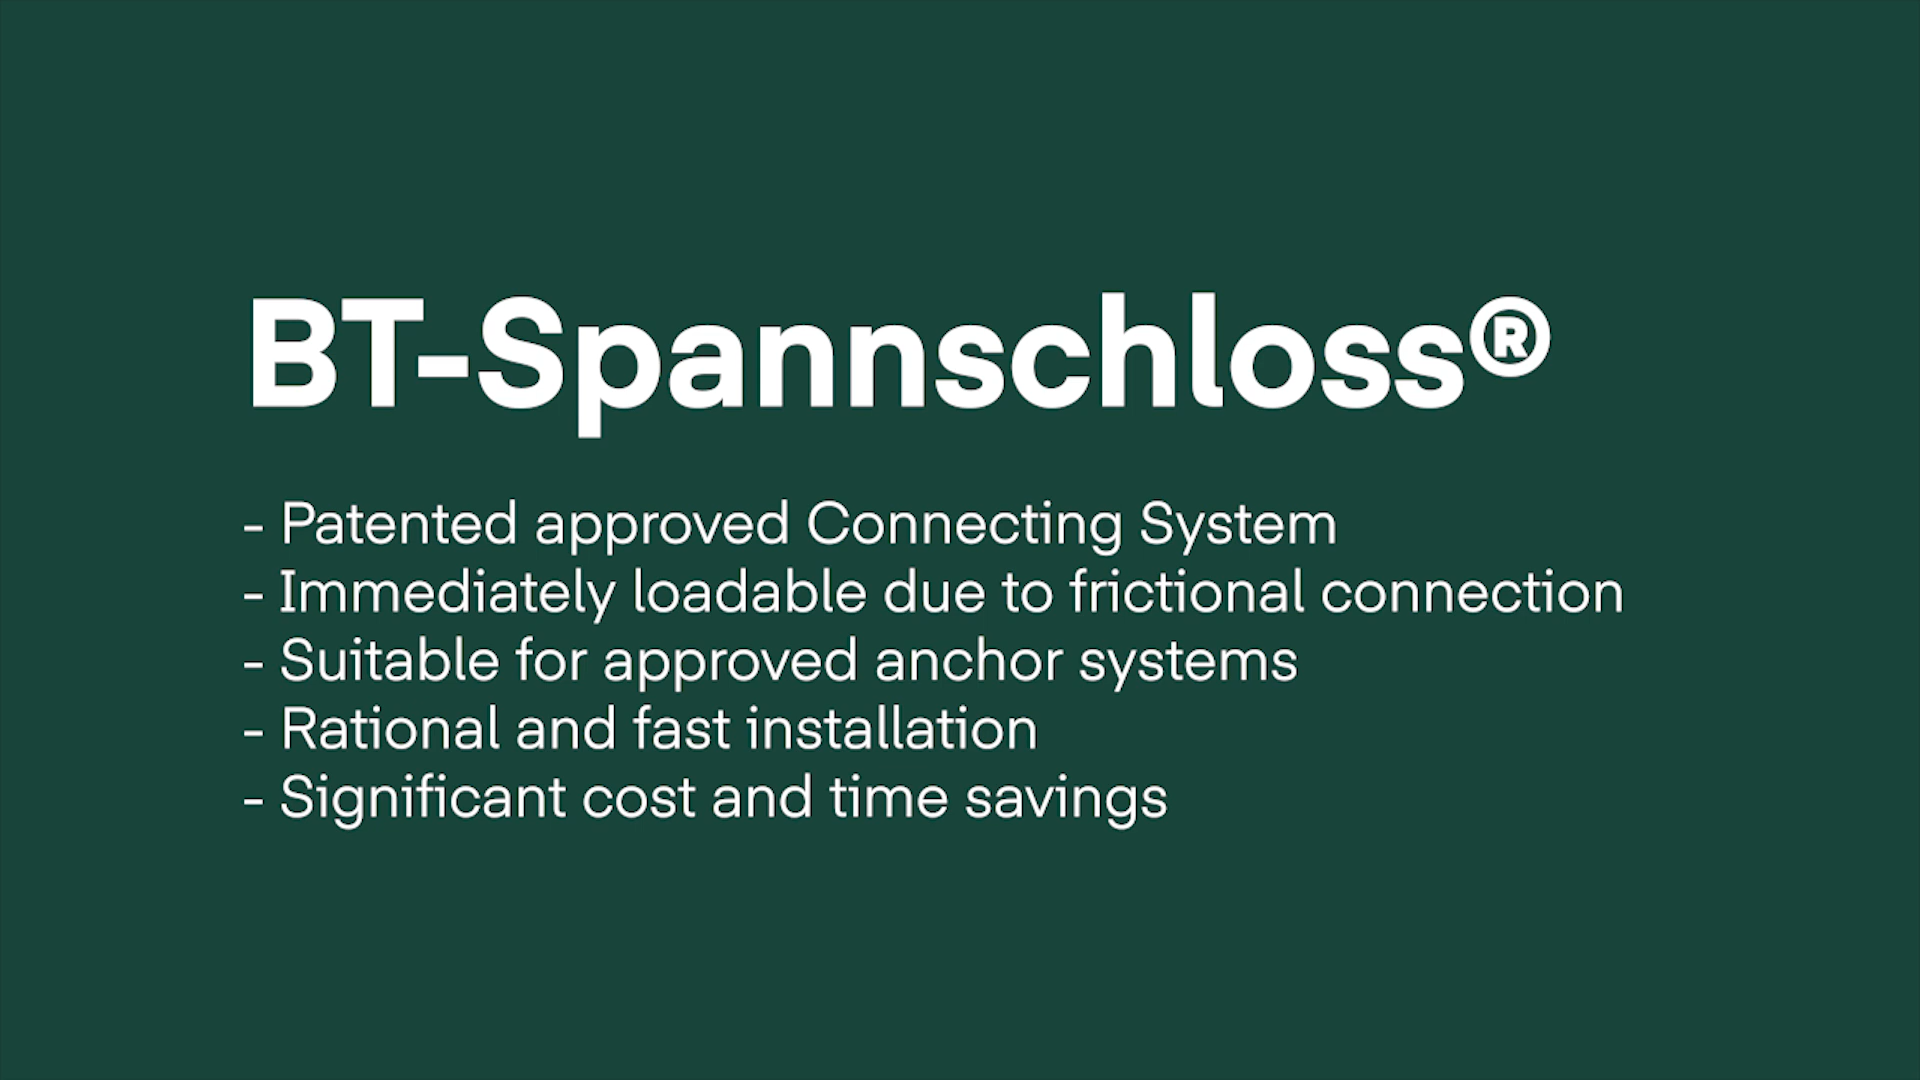 BT-Spannschloss®
- Patented approved Connecting System
- Immediately loadable due to frictional connection
- Suitable for approved anchor systems
- Rational and fast installation
- Significant cost and time savings